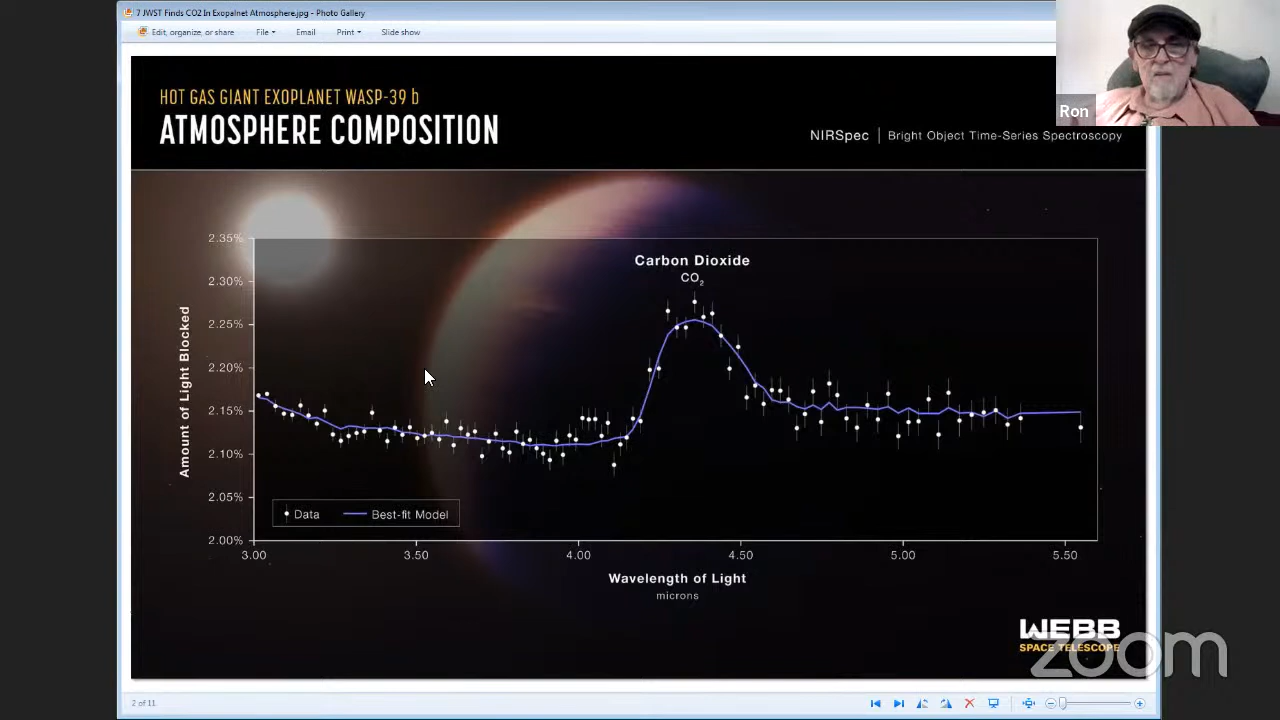 7 JWST Finds CO2 In Exopalnet Atmosphere.jpg - Photo Gallery
Edit, organize, or share File Email Print Slide show
Ron
HOT GAS GIANT EXOPLANET WASP-39 b
ATMOSPHERE COMPOSITION
NIRSpec | Bright Object Time-Series Spectroscopy
Carbon Dioxide
CO₂
Amount of Light Blocked
2.35%
2.30%
2.25%
2.20%
2.15%
2.10%
2.05%
2.00%
Data Best-fit Model
3.00 3.50 4.00 4.50 5.00 5.50
Wavelength of Light
microns
WEBB
SPACE TELESCOPE
zoom
2 of 11